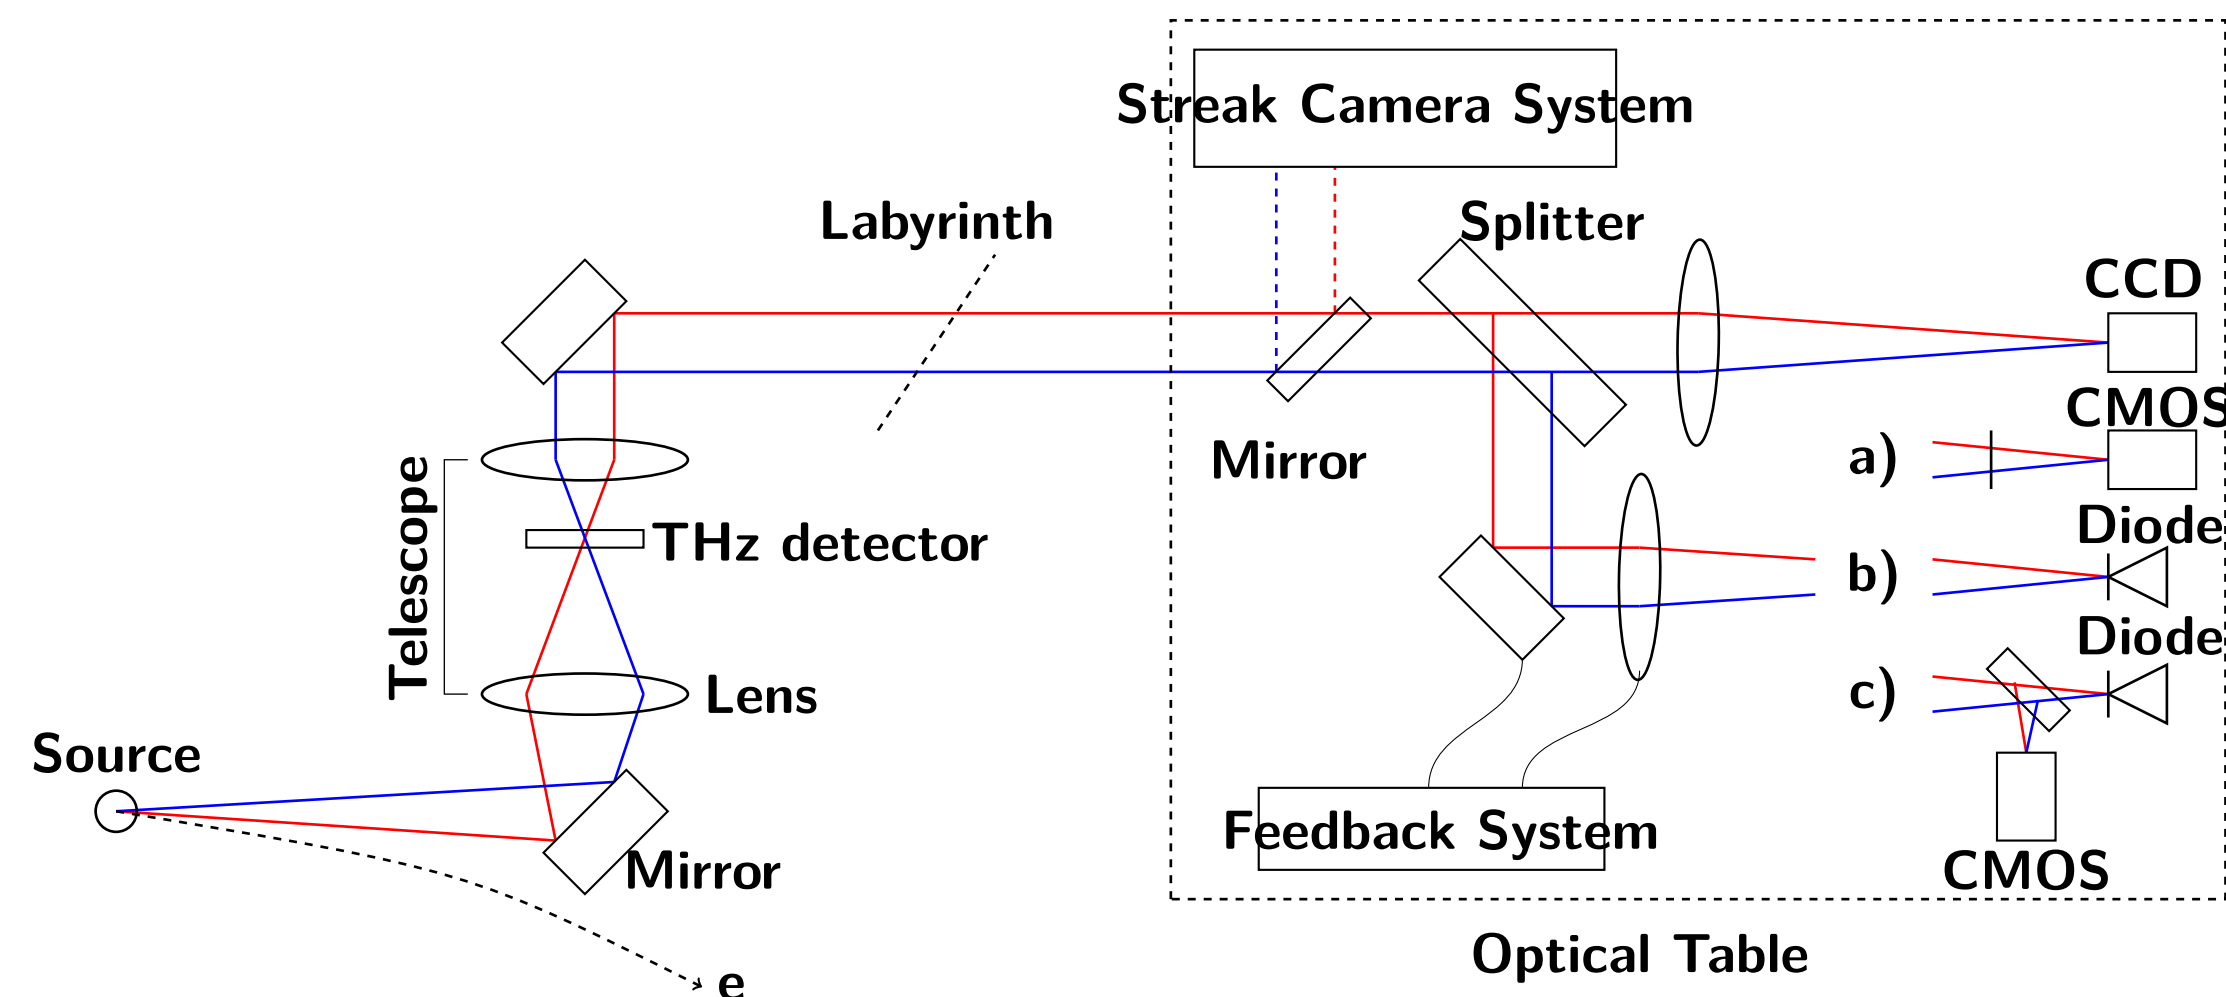 Streak Camera System
Labyrinth
Splitter
CCD
CMOS
Mirror
a)
Telescope
THz detector
Diode
b)
Diode
Lens
c)
Source
Feedback System
Mirror
CMOS
Optical Table
e